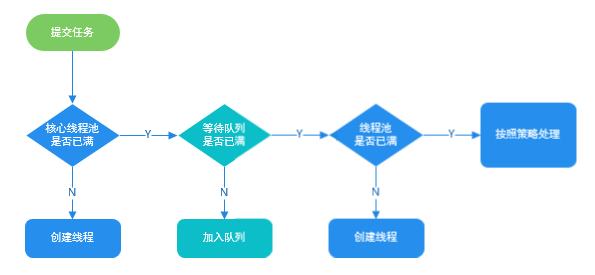 提交任务
核心线程池
是否已满
Y
等待队列
是否已满
Y
线程池
是否已满
Y
按照策略处理
N
N
N
创建线程
加入队列
创建线程